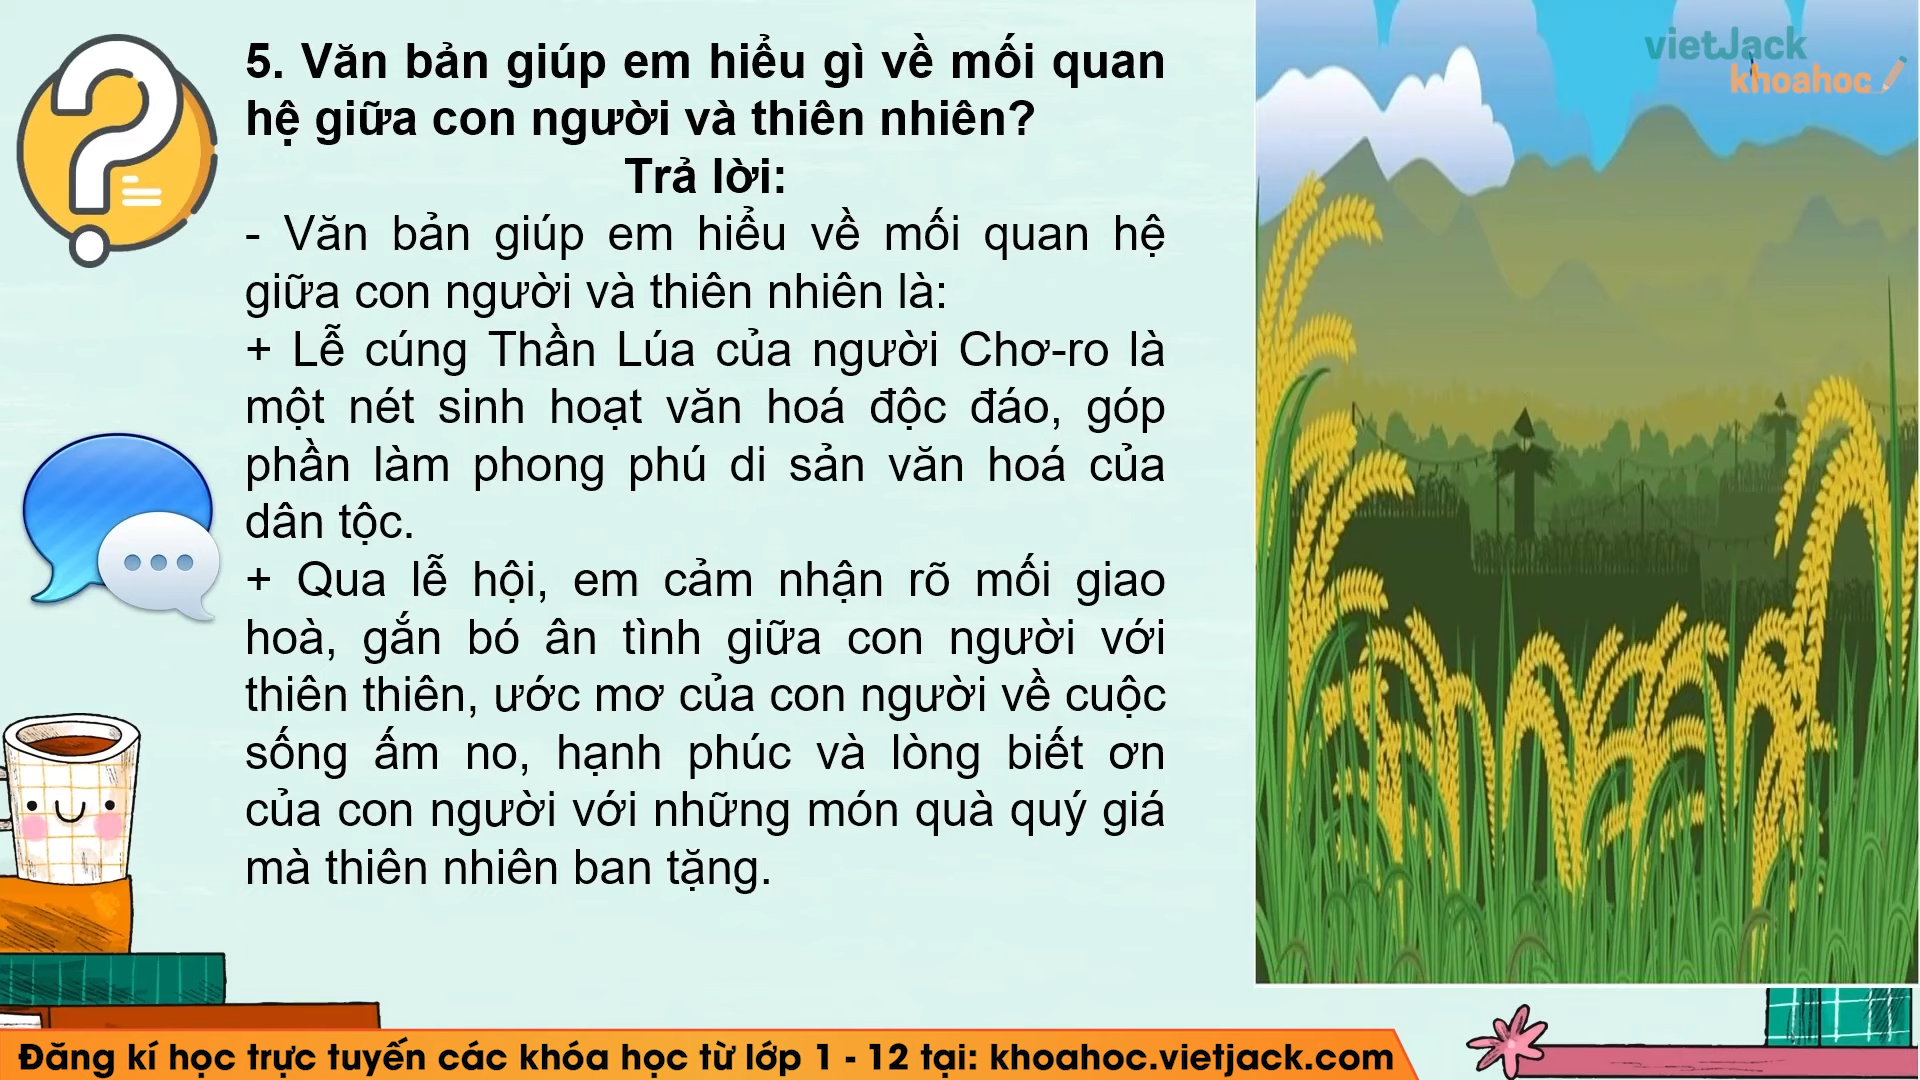 5. Văn bản giúp em hiểu gì về mối quan
hệ giữa con người và thiên nhiên?
Trả lời:
- Văn bản giúp em hiểu về mối quan hệ
giữa con người và thiên nhiên là:
+ Lễ cúng Thần Lúa của người Chơ-ro là
một nét sinh hoạt văn hoá độc đáo, góp
phần làm phong phú di sản văn hoá của
dân tộc.
+ Qua lễ hội, em cảm nhận rõ mối giao
hoà, gắn bó ân tình giữa con người với
thiên thiên, ước mơ của con người về cuộc
sống ấm no, hạnh phúc và lòng biết ơn
của con người với những món quà quý giá
mà thiên nhiên ban tặng.
vietJack
khoahoc
Đăng kí học trực tuyến các khóa học từ lớp 1 - 12 tại: khoahoc.vietjack.com